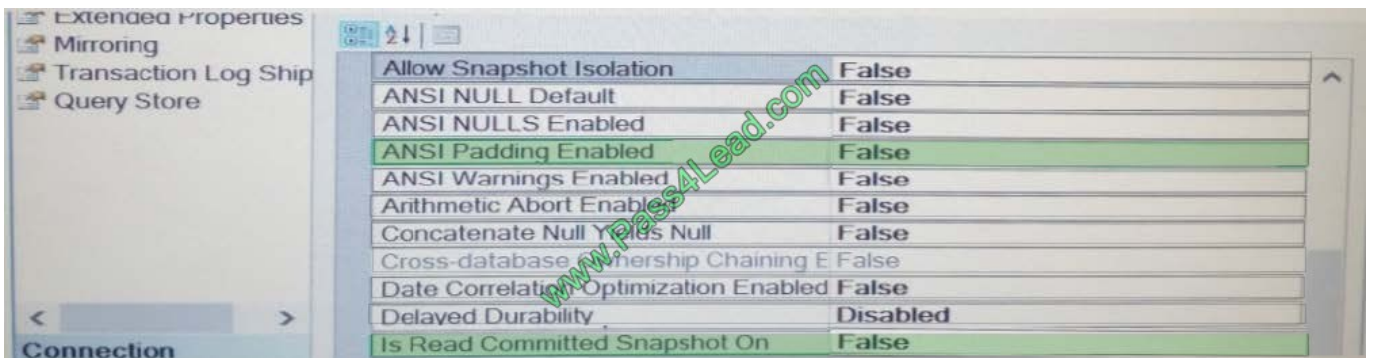 Extended Properties
Mirroring
Transaction Log Ship
Query Store
Allow Snapshot Isolation False
ANSI NULL Default False
ANSI NULLS Enabled False
ANSI Padding Enabled False
ANSI Warnings Enabled False
Arithmetic Abort Enabled False
Concatenate Null Yields Null False
Cross-database Ownership Chaining E False
Date Correlation Optimization Enabled False
Delayed Durability Disabled
Is Read Committed Snapshot On False
< >
Connection
www.Pass4Lead.com